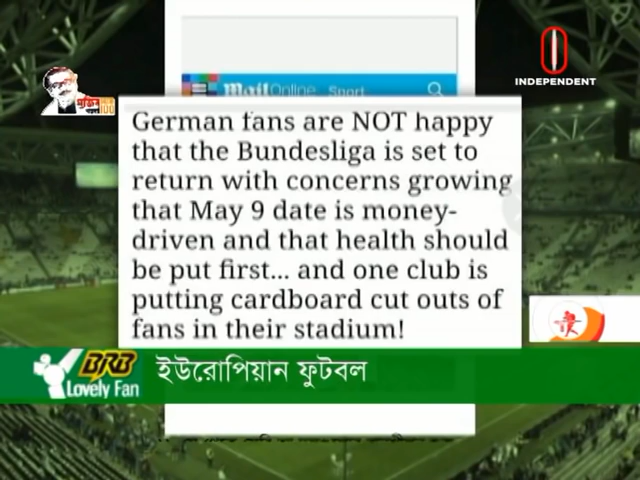 INDEPENDENT
MailOnline Sport
German fans are NOT happy
that the Bundesliga is set to
return with concerns growing
that May 9 date is money-
driven and that health should
be put first... and one club is
putting cardboard cut outs of
fans in their stadium!
BRB
Lovely Fan
ইউরোপিয়ান ফুটবল